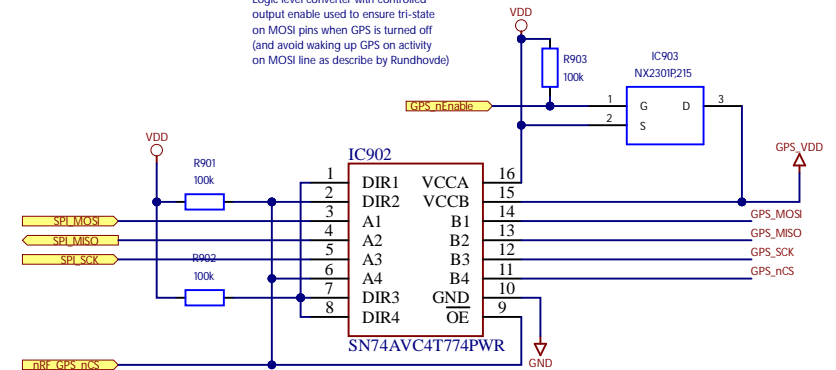 Logic level converter with controlled
output enable used to ensure tri-state
on MOSI pins when GPS is turned off
(and avoid waking up GPS on activity
on MOSI line as describe by Rundhovde)
VDD
R903
100k
IC903
NX2301P,215
GPS_nEnable
1 G D 3
2 S
VDD
R901
100k
IC902
GPS_VDD
1 DIR1 VCCA 16
2 DIR2 VCCB 15
SPI_MOSI 3 A1 B1 14 GPS_MOSI
SPI_MISO 4 A2 B2 13 GPS_MISO
SPI_SCK 5 A3 B3 12 GPS_SCK
R902
6 A4 B4 11 GPS_nCS
100k
7 DIR3 GND 10
8 DIR4 OE 9
SN74AVC4T774PWR
GND
nRF_GPS_nCS